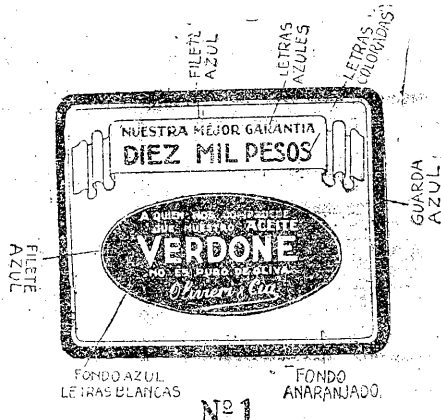 FILETE
AZUL
LETRAS
AZULES
LETRAS
COLORADAS
NUESTRA MEJOR GARANTIA
DIEZ MIL PESOS
GUARDA
AZUL
A QUIEN NOS COMPRUEBE
QUE NUESTRO ACEITE
VERDONE
NO ES PURO DE OLIVA
Olivieri & Cia
FILETE
AZUL
FONDO AZUL
LETRAS BLANCAS
FONDO
ANARANJADO
Nº 1